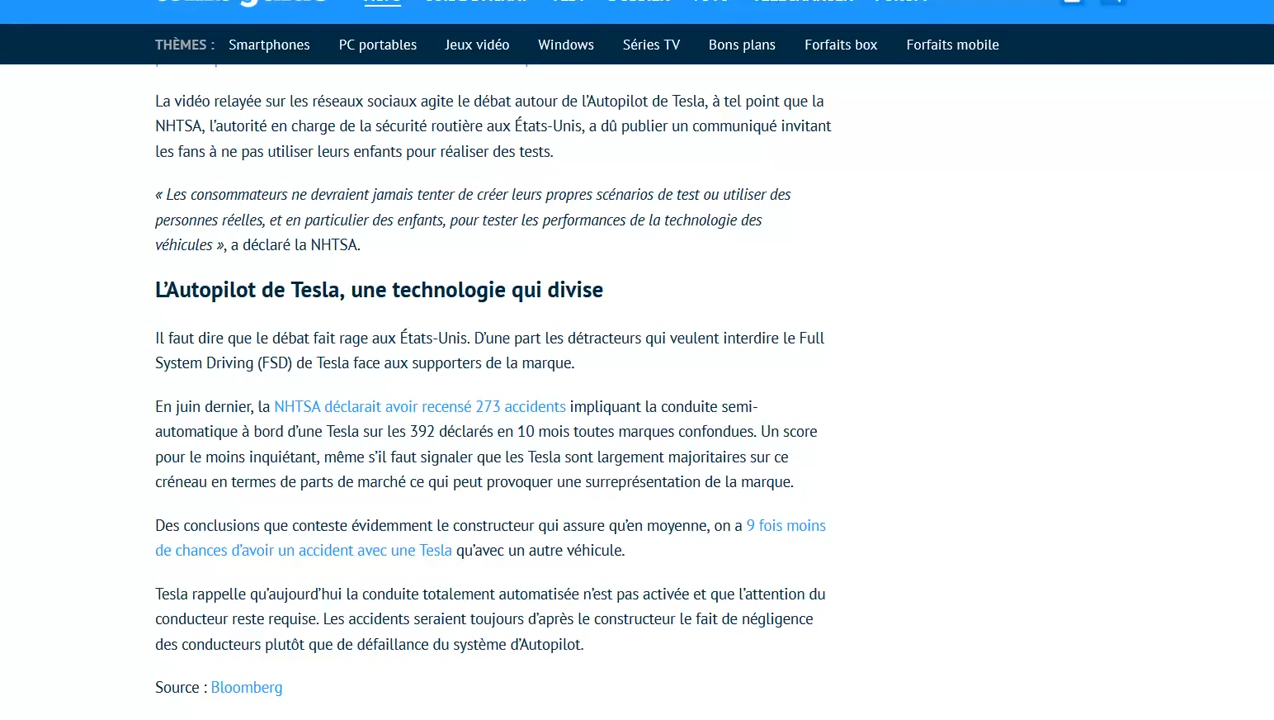 THÈMES : Smartphones PC portables Jeux vidéo Windows Séries TV Bons plans Forfaits box Forfaits mobile
La vidéo relayée sur les réseaux sociaux agite le débat autour de l’Autopilot de Tesla, à tel point que la
NHTSA, l’autorité en charge de la sécurité routière aux États-Unis, a dû publier un communiqué invitant
les fans à ne pas utiliser leurs enfants pour réaliser des tests.
« Les consommateurs ne devraient jamais tenter de créer leurs propres scénarios de test ou utiliser des
personnes réelles, et en particulier des enfants, pour tester les performances de la technologie des
véhicules », a déclaré la NHTSA.
L’Autopilot de Tesla, une technologie qui divise
Il faut dire que le débat fait rage aux États-Unis. D’une part les détracteurs qui veulent interdire le Full
System Driving (FSD) de Tesla face aux supporters de la marque.
En juin dernier, la NHTSA déclarait avoir recensé 273 accidents impliquant la conduite semi-
automatique à bord d’une Tesla sur les 392 déclarés en 10 mois toutes marques confondues. Un score
pour le moins inquiétant, même s’il faut signaler que les Tesla sont largement majoritaires sur ce
créneau en termes de parts de marché ce qui peut provoquer une surreprésentation de la marque.
Des conclusions que conteste évidemment le constructeur qui assure qu’en moyenne, on a 9 fois moins
de chances d’avoir un accident avec une Tesla qu’avec un autre véhicule.
Tesla rappelle qu’aujourd’hui la conduite totalement automatisée n’est pas activée et que l’attention du
conducteur reste requise. Les accidents seraient toujours d’après le constructeur le fait de négligence
des conducteurs plutôt que de défaillance du système d’Autopilot.
Source : Bloomberg